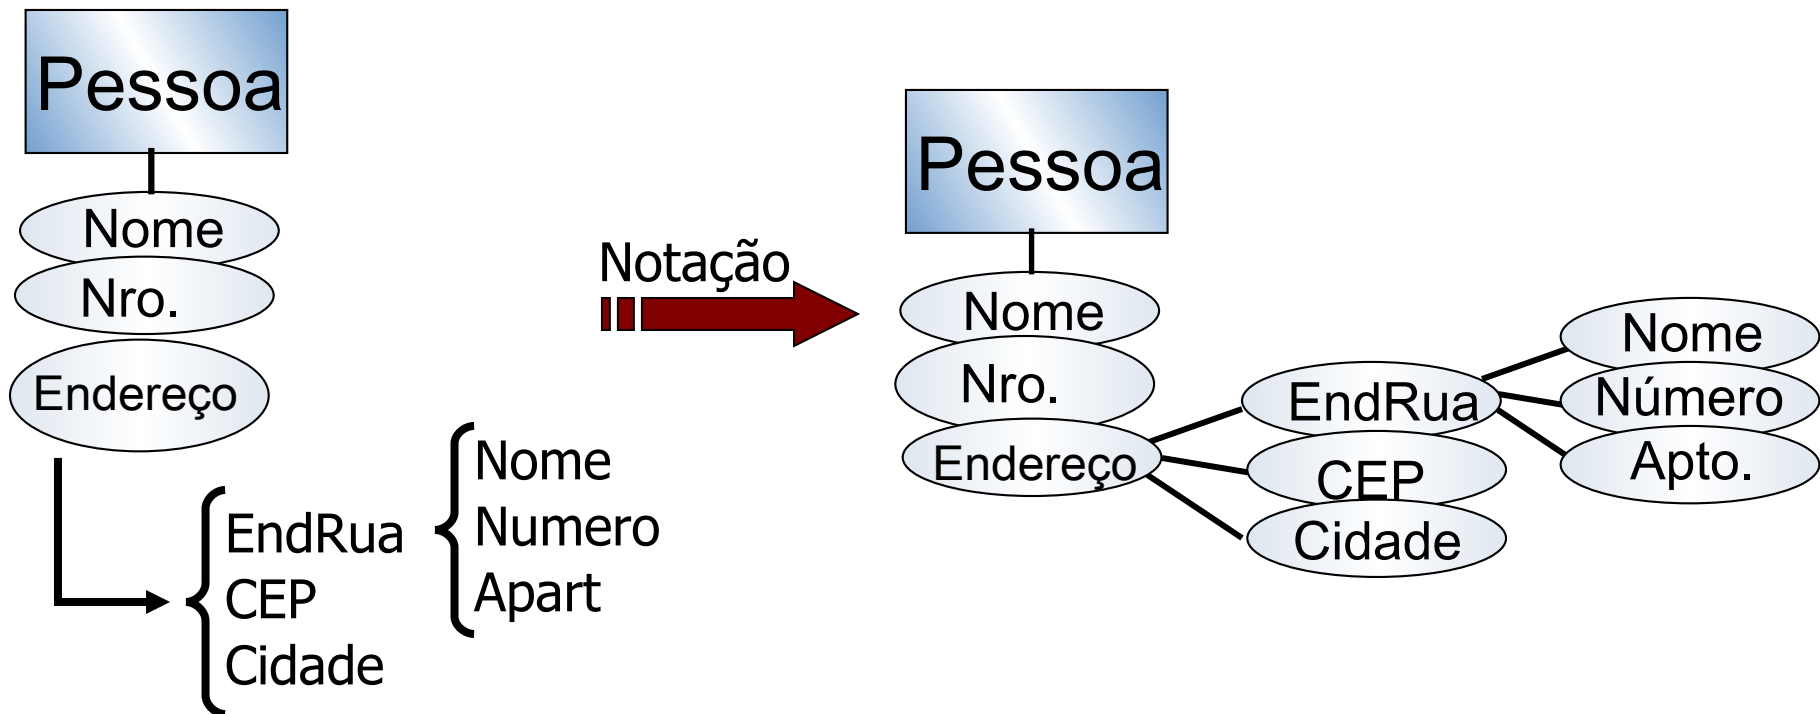 Pessoa
Nome
Nro.
Endereço
EndRua
CEP
Cidade
Nome
Numero
Apart
Notação
Pessoa
Nome
Nro.
Endereço
EndRua
CEP
Cidade
Nome
Número
Apto.